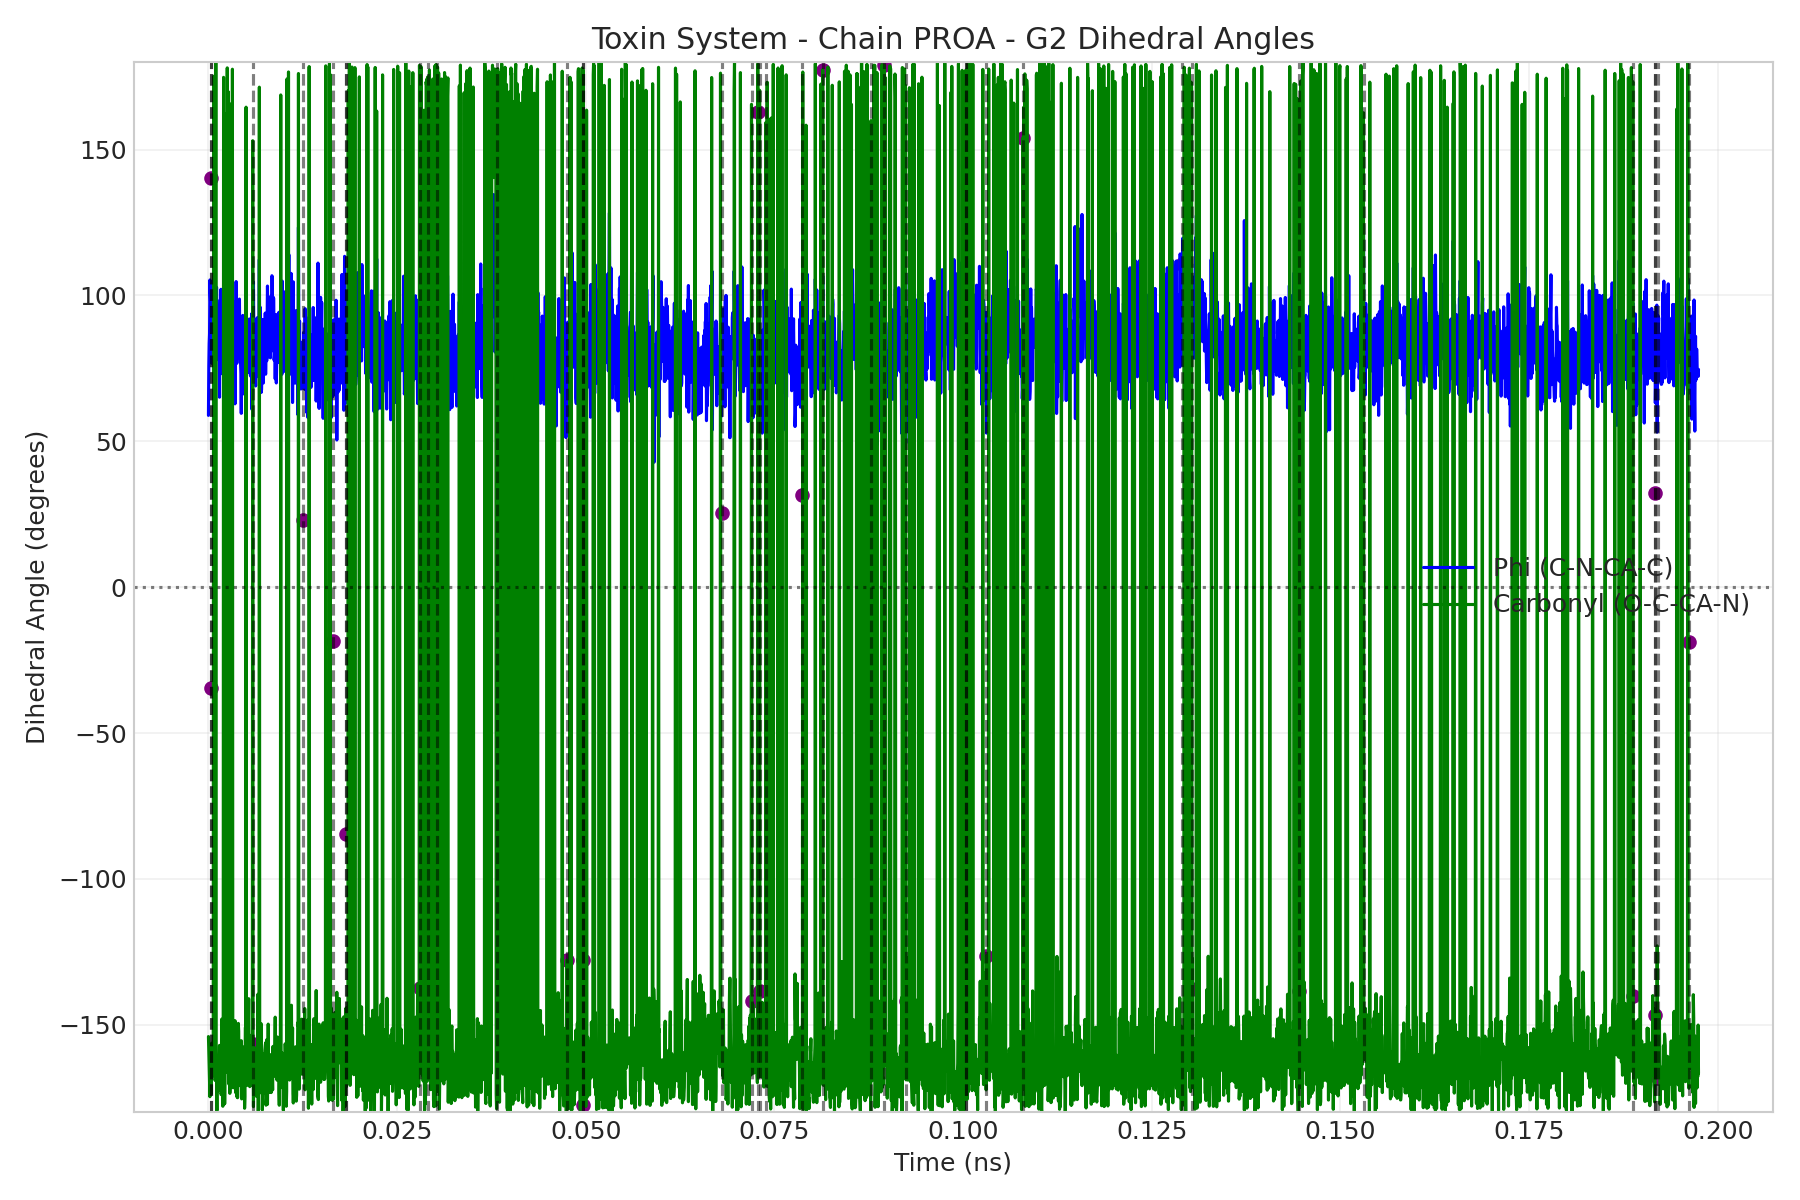 Toxin System - Chain PROA - G2 Dihedral Angles
Dihedral Angle (degrees)
150
100
50
0
−50
−100
−150
Phi (C-N-CA-C)
Carbonyl (O-C-CA-N)
0.000 0.025 0.050 0.075 0.100 0.125 0.150 0.175 0.200
Time (ns)